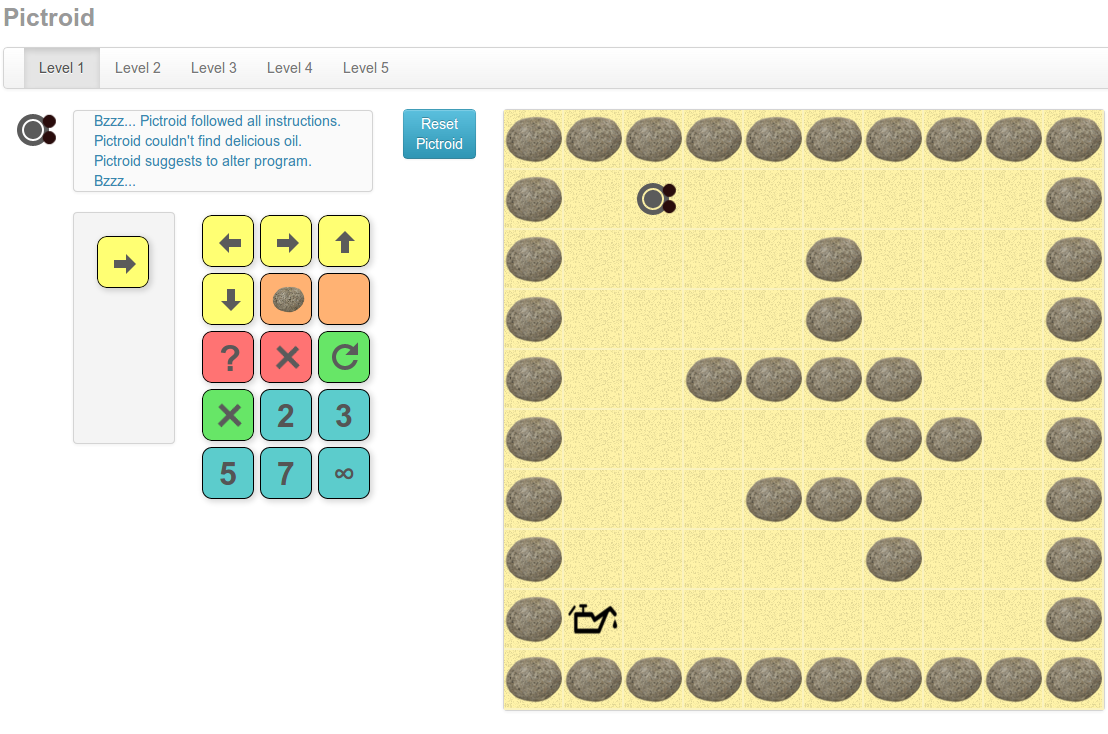 Pictroid
Level 1 Level 2 Level 3 Level 4 Level 5
Bzzz... Pictroid followed all instructions.
Pictroid couldn't find delicious oil.
Pictroid suggests to alter program.
Bzzz...
Reset
Pictroid
?
2 3
5 7 ∞